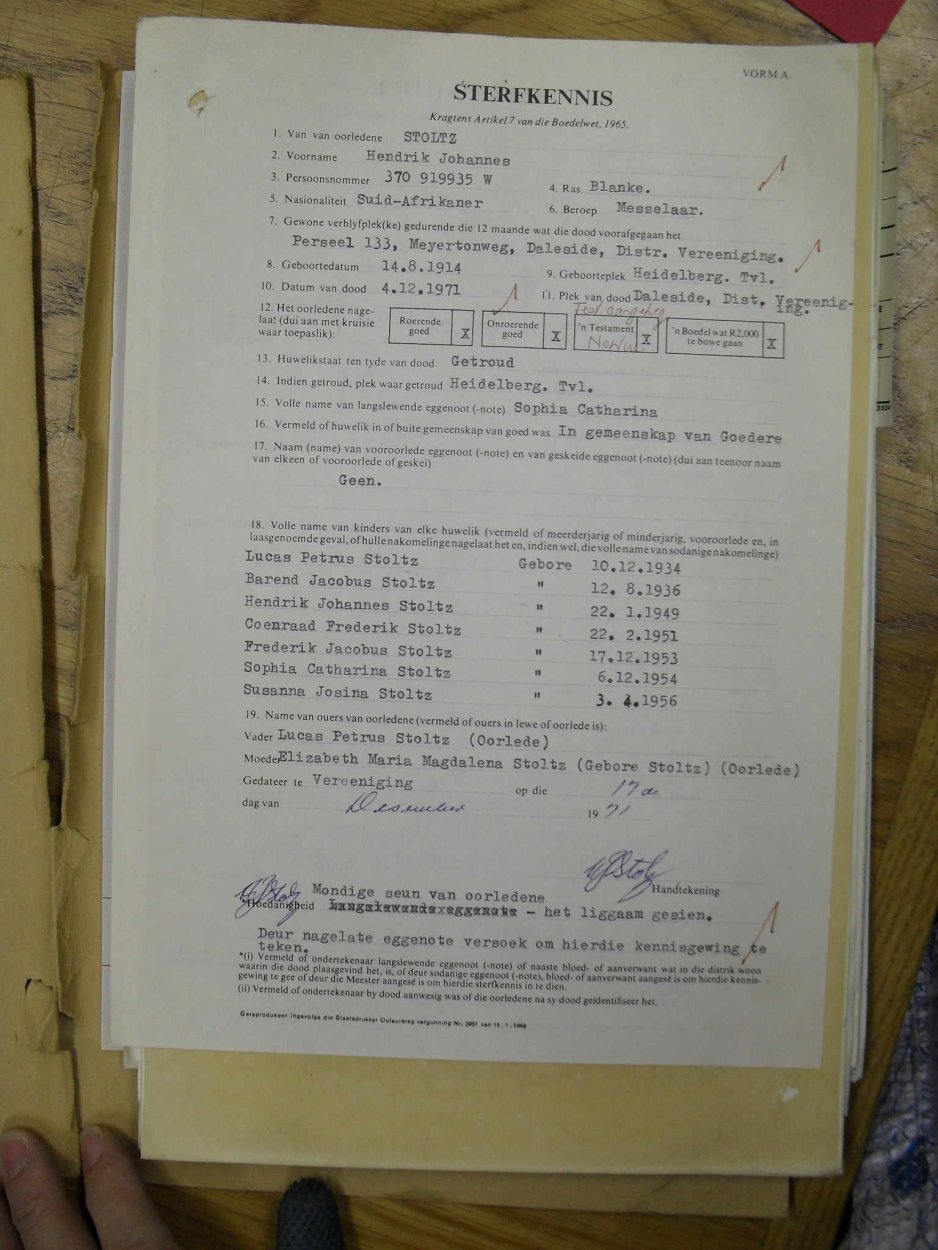 VORM A.
STERFKENNIS
Kragtens Artikel 7 van die Boedelwet, 1965.
1. Van van oorledene STOLTZ
2. Voorname Hendrik Johannes
3. Persoonsnommer 370 919935 W
4. Ras Blanke.
5. Nasionaliteit Suid-Afrikaner
6. Beroep Messelaar.
7. Gewone verblyfplek(ke) gedurende die 12 maande wat die dood voorafgegaan het
Perseel 133, Meyertonweg, Daleside, Distr. Vereeniging.
8. Geboortedatum 14.8.1914
9. Geboorteplek Heidelberg. Tvl.
10. Datum van dood 4.12.1971
11. Plek van dood Daleside, Dist. Vereenig-
ing.
12. Het oorledene nage-
laat (dui aan met kruisie
waar toepaslik):
Roerende
goed X
Onroerende
goed X
'n Testament X
'n Boedel wat R2,000
te bowe gaan X
13. Huwelikstaat ten tyde van dood Getroud
14. Indien getroud, plek waar getroud Heidelberg. Tvl.
15. Volle name van langslewende eggenoot (-note) Sophia Catharina
16. Vermeld of huwelik in of buite gemeenskap van goed was In gemeenskap van Goedere
17. Naam (name) van vooroorlede eggenoot (-note) en van geskeide eggenoot (-note) (dui aan teenoor naam
van elkeen of vooroorlede of geskei)
Geen.
18. Volle name van kinders van elke huwelik (vermeld of meerderjarig of minderjarig, vooroorlede en, in
laasgenoemde geval, of hulle nakomelinge nagelaat het en, indien wel, die volle name van sodanige nakomelinge)
Lucas Petrus Stoltz Gebore 10.12.1934
Barend Jacobus Stoltz " 12. 8.1936
Hendrik Johannes Stoltz " 22. 1.1949
Coenraad Frederik Stoltz " 22. 2.1951
Frederik Jacobus Stoltz " 17.12.1953
Sophia Catharina Stoltz " 6.12.1954
Susanna Josina Stoltz " 3. 4.1956
19. Name van ouers van oorledene (vermeld of ouers in lewe of oorlede is):
Vader Lucas Petrus Stoltz (Oorlede)
Moeder Elizabeth Maria Magdalena Stoltz (Gebore Stoltz) (Oorlede)
Gedateer te Vereeniging op die 17de
dag van Desember 1971
Handtekening
Mondige seun van oorledene
*Hoedanigheid Langslewende eggenote - het liggaam gesien.
Deur nagelate eggenote versoek om hierdie kennisgewing te
teken.
*(i) Vermeld of ondertekenaar langslewende eggenoot (-note) of naaste bloed- of aanverwant wat in die distrik woon
waarin die dood plaasgevind het, is, of deur sodanige eggenoot (-note), bloed- of aanverwant aangesê is om hierdie kennis-
gewing te gee of deur die Meester aangesê is om hierdie sterfkennis in te dien.
(ii) Vermeld of ondertekenaar by dood aanwesig was of die oorledene na sy dood geïdentifiseer het.
Gereproduseer ingevolge die Staatsdrukker Outeursreg vergunning Nr. 3951 van